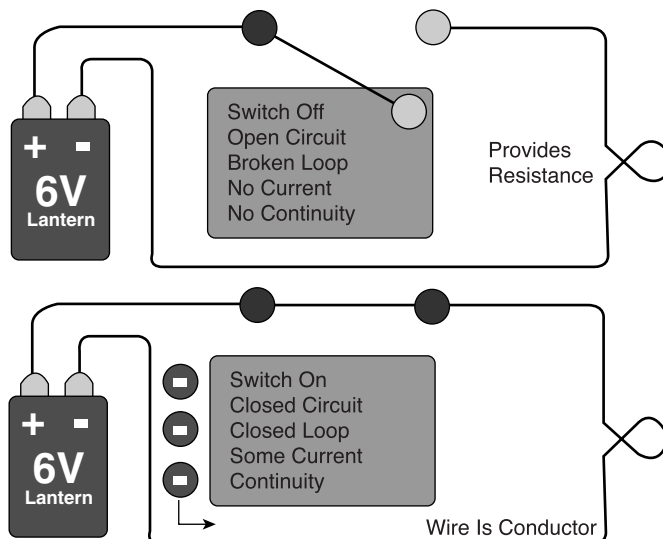 Switch Off
Open Circuit
Broken Loop
No Current
No Continuity
Provides
Resistance
+ -
6V
Lantern
Switch On
Closed Circuit
Closed Loop
Some Current
Continuity
+ -
6V
Lantern
Wire Is Conductor